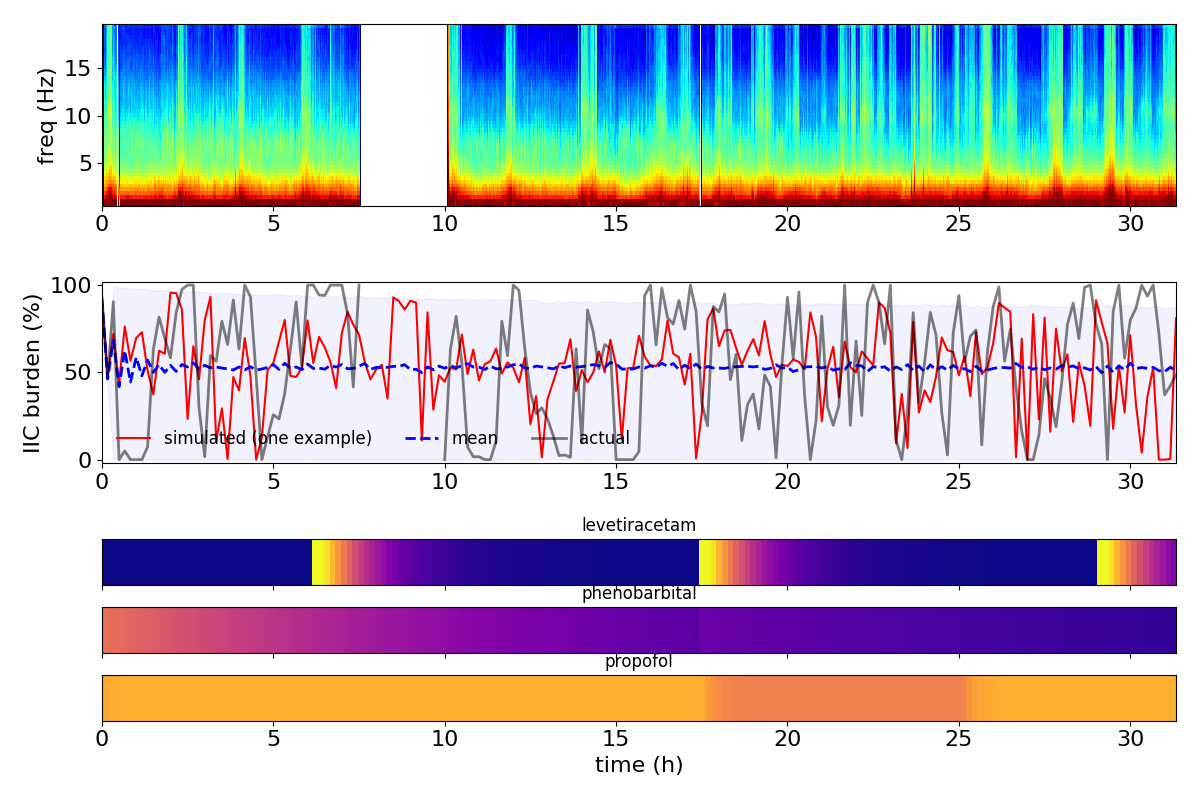 freq (Hz)
15
10
5
0 5 10 15 20 25 30
IIC burden (%)
100
50
0
simulated (one example) mean actual
0 5 10 15 20 25 30
levetiracetam
phenobarbital
propofol
0 5 10 15 20 25 30
time (h)